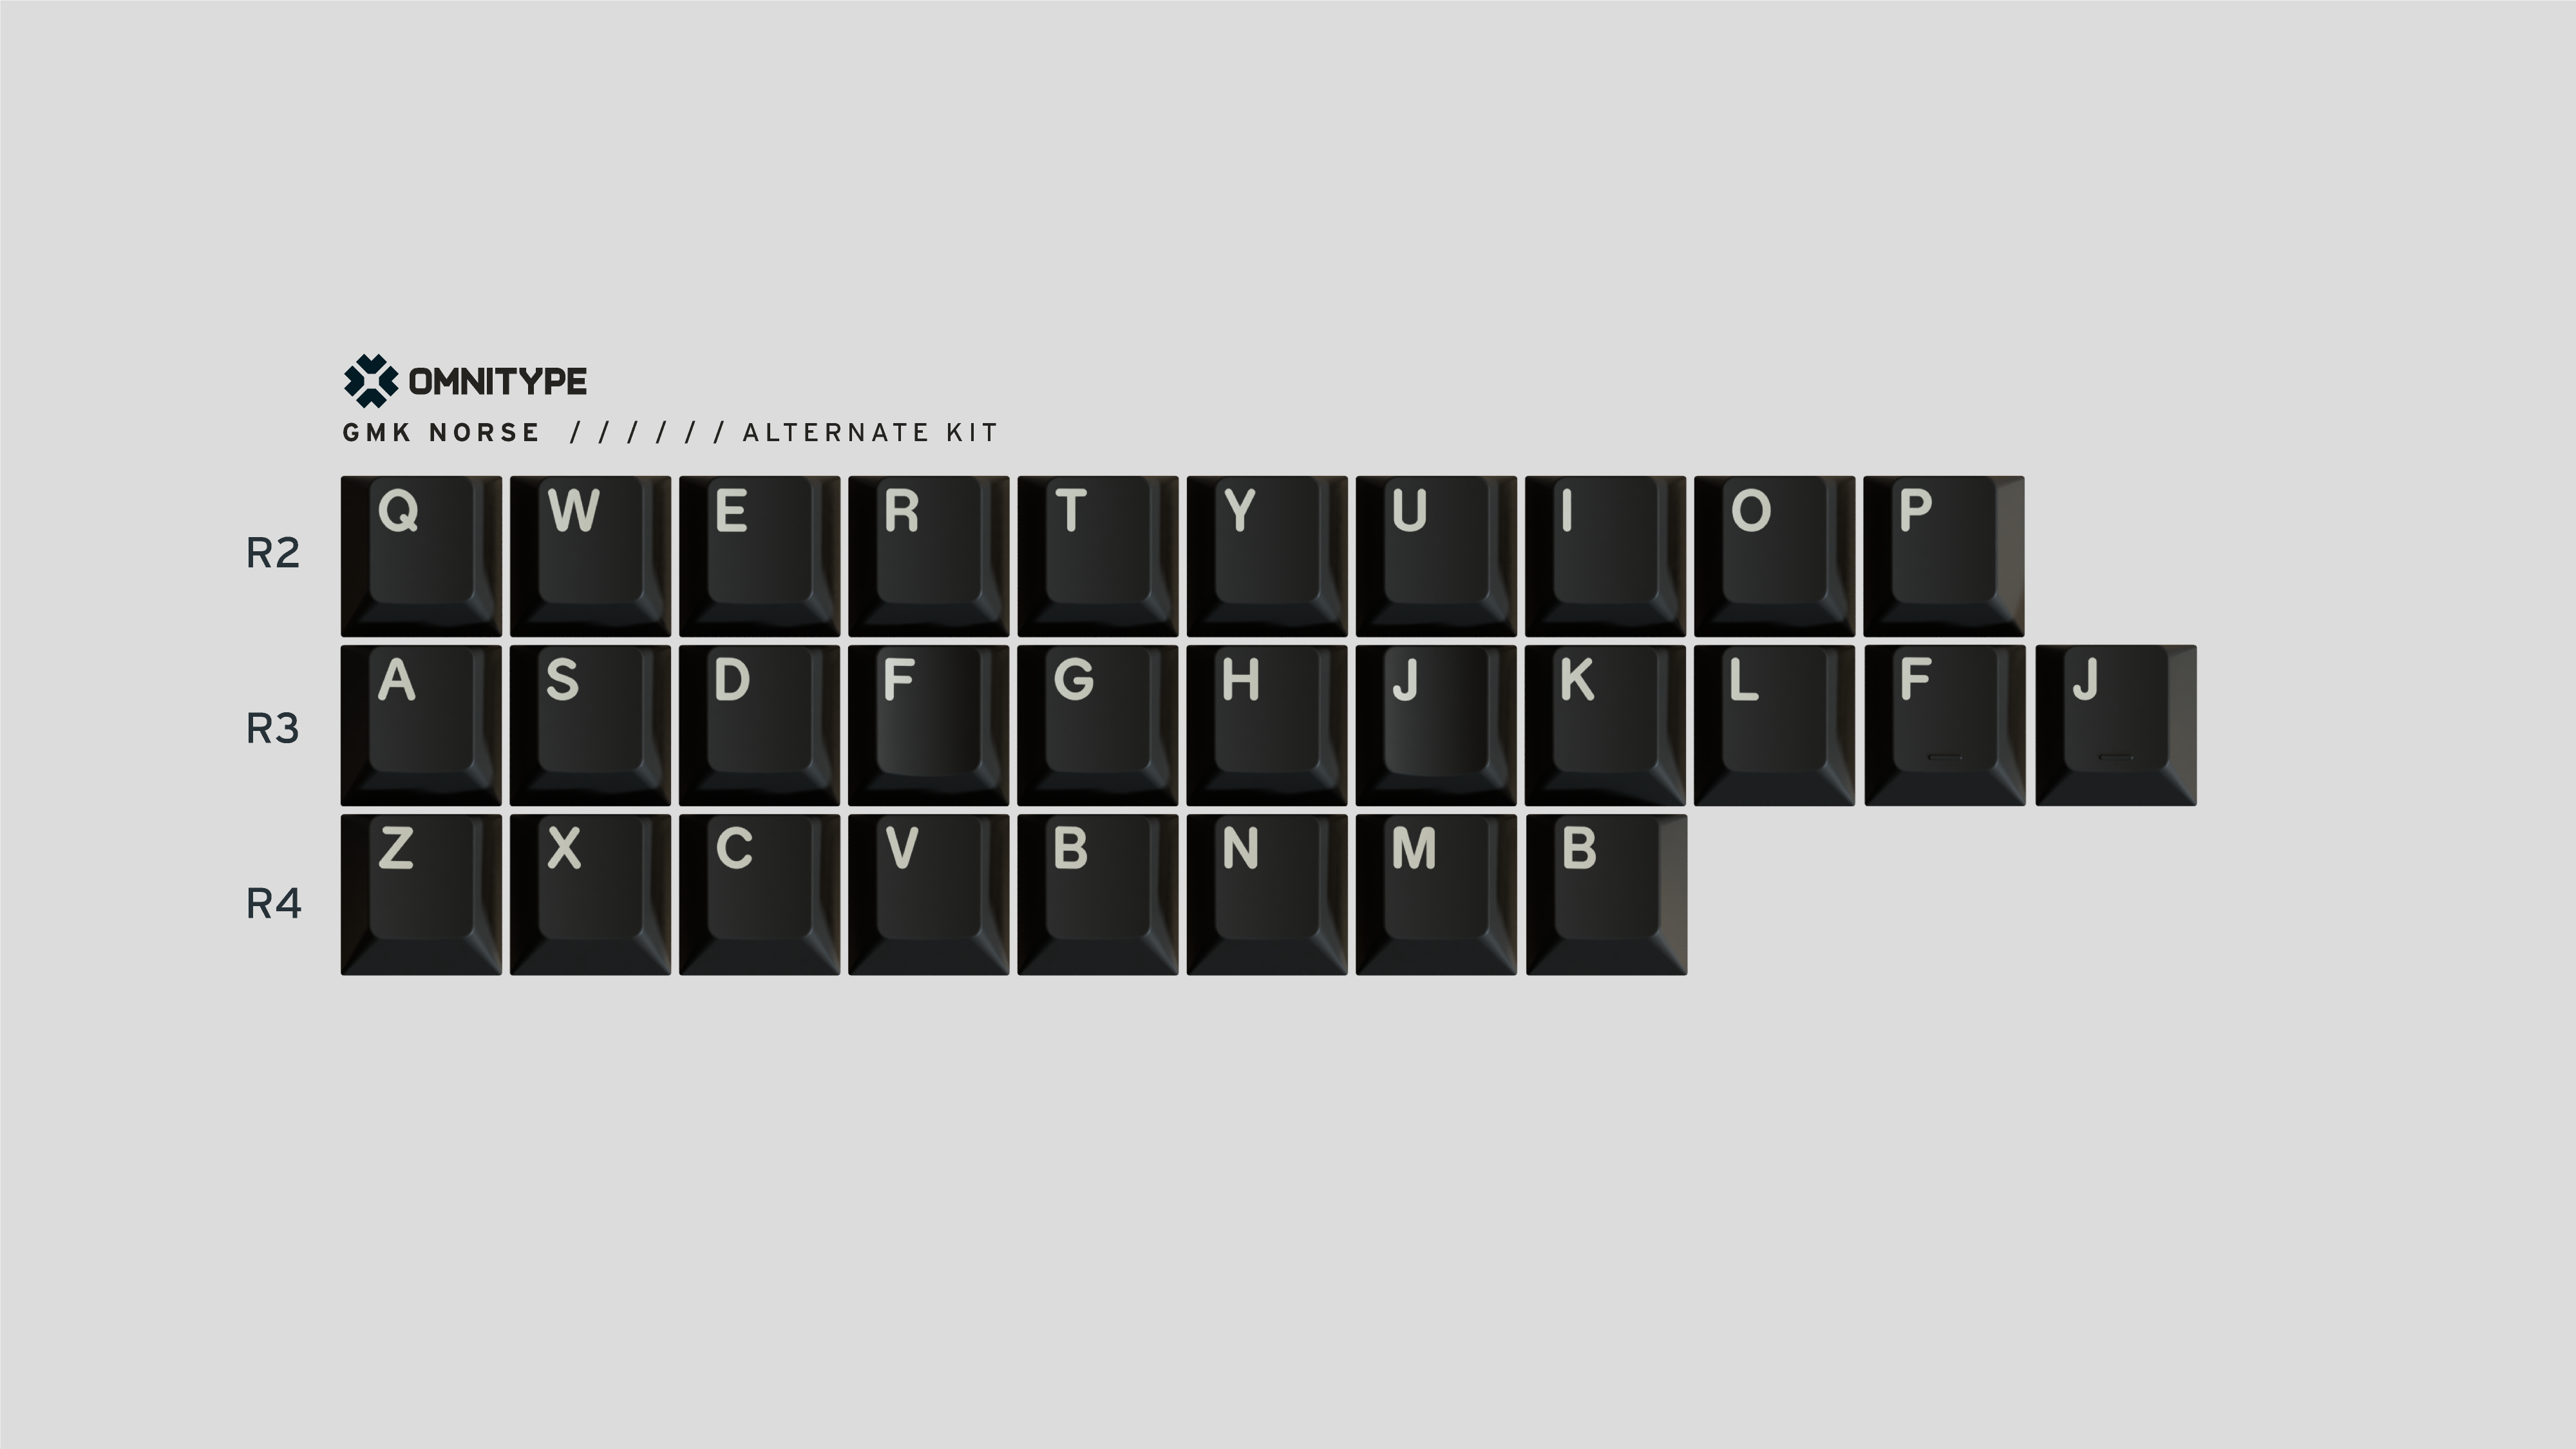 OMNITYPE
GMK NORSE / / / / / / ALTERNATE KIT
R2 Q W E R T Y U I O P
R3 A S D F G H J K L F J
R4 Z X C V B N M B